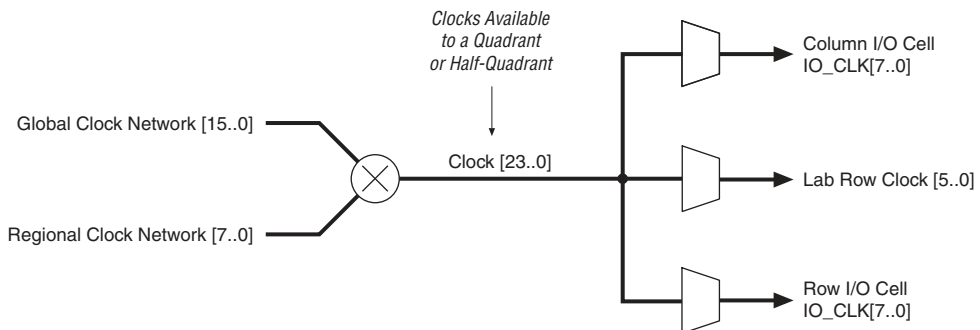 Clocks Available
to a Quadrant
or Half-Quadrant
Column I/O Cell
IO_CLK[7..0]
Global Clock Network [15..0]
Clock [23..0]
Lab Row Clock [5..0]
Regional Clock Network [7..0]
Row I/O Cell
IO_CLK[7..0]